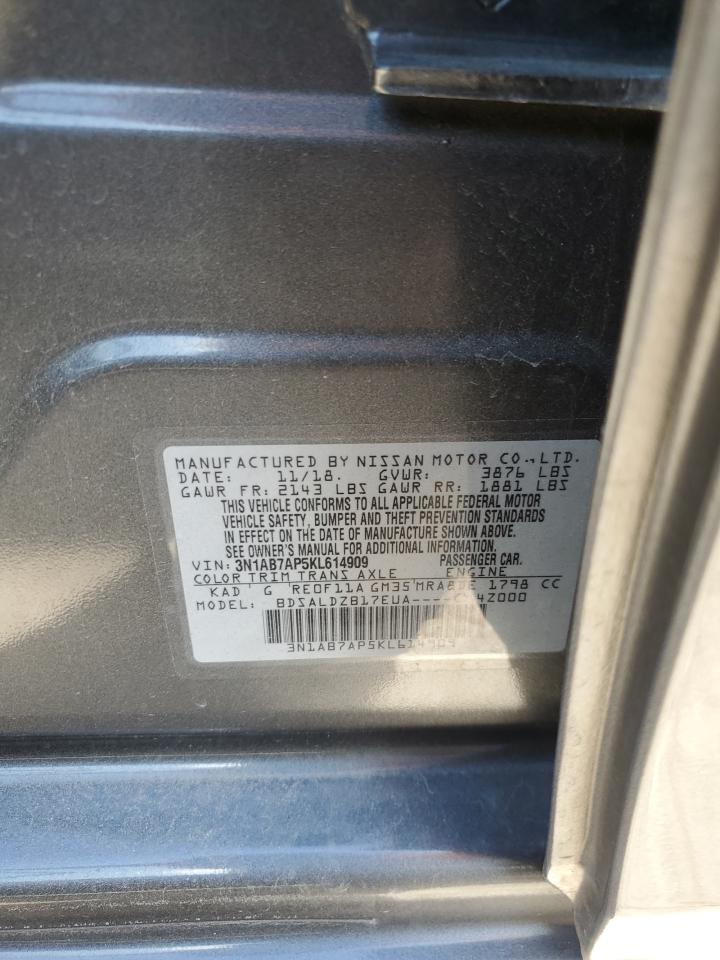 MANUFACTURED BY NISSAN MOTOR CO.,LTD.
DATE: 11/18. GVWR: 3876 LBS
GAWR FR: 2143 LBS GAWR RR: 1881 LBS
THIS VEHICLE CONFORMS TO ALL APPLICABLE FEDERAL MOTOR
VEHICLE SAFETY, BUMPER AND THEFT PREVENTION STANDARDS
IN EFFECT ON THE DATE OF MANUFACTURE SHOWN ABOVE.
SEE OWNER'S MANUAL FOR ADDITIONAL INFORMATION.
VIN: 3N1AB7AP5KL614909 PASSENGER CAR.
COLOR TRIM TRANS AXLE ENGINE
KAD G RE0F11A GM35 1798 CC
MODEL:
3N1AB7AP5KL614909